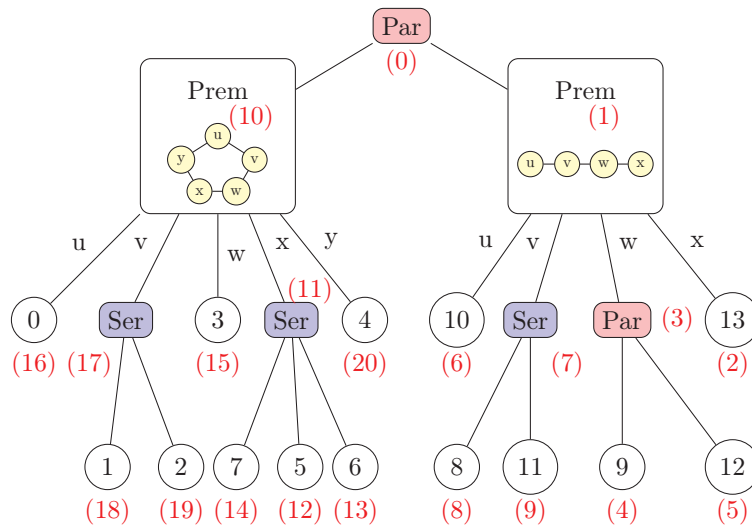 Par
(0)
Prem
(10)
u
y
v
x
w
Prem
(1)
u v w x
u
v
w
x
y
u
v
w
x
0
Ser
3
Ser
(11)
4
10
Ser
Par
(3)
13
(16)
(17)
(15)
(20)
(6)
(7)
(2)
1
2
7
5
6
8
11
9
12
(18)
(19)
(14)
(12)
(13)
(8)
(9)
(4)
(5)